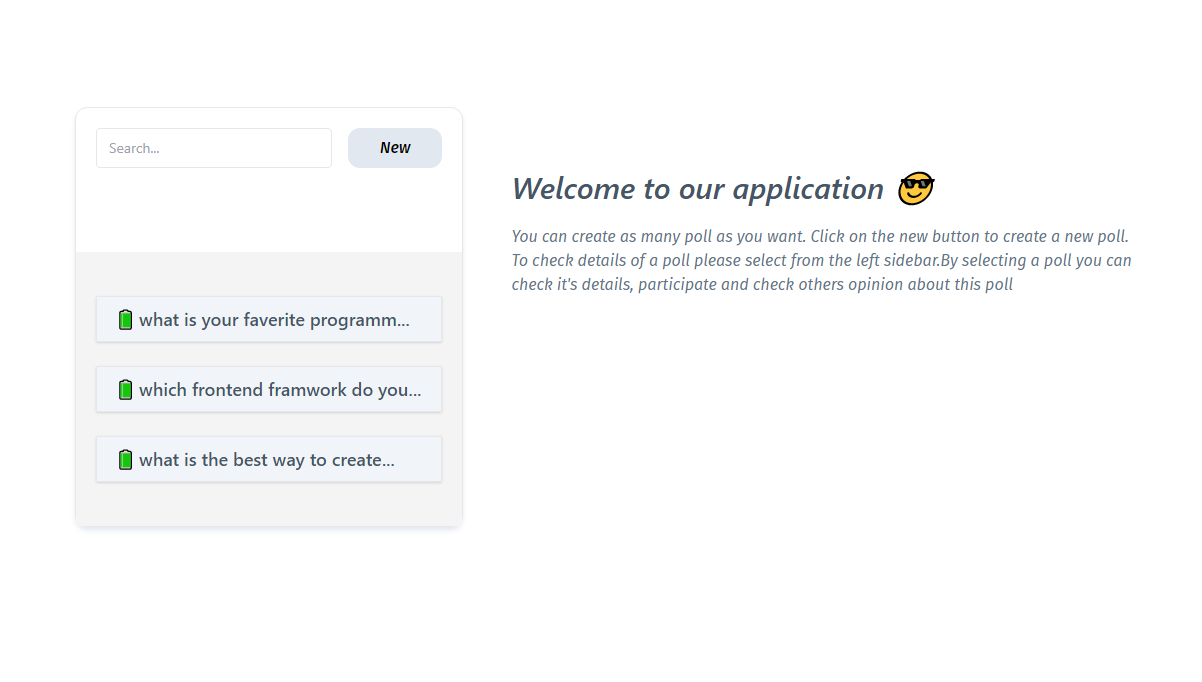 Search...
New
Welcome to our application 😎
You can create as many poll as you want. Click on the new button to create a new poll.
To check details of a poll please select from the left sidebar.By selecting a poll you can
check it's details, participate and check others opinion about this poll
🔋 what is your faverite programm...
🔋 which frontend framwork do you...
🔋 what is the best way to create...